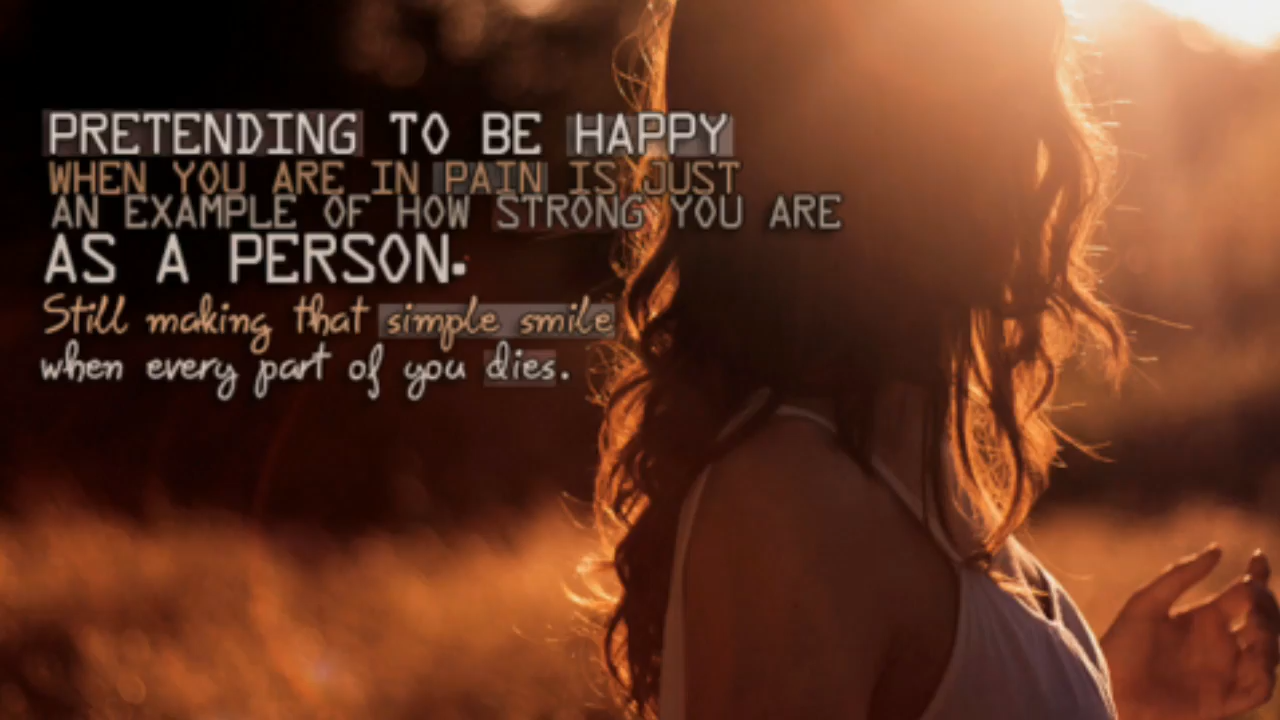 PRETENDING TO BE HAPPY
WHEN YOU ARE IN PAIN IS JUST
AN EXAMPLE OF HOW STRONG YOU ARE
AS A PERSON.
Still making that simple smile
when every part of you dies.